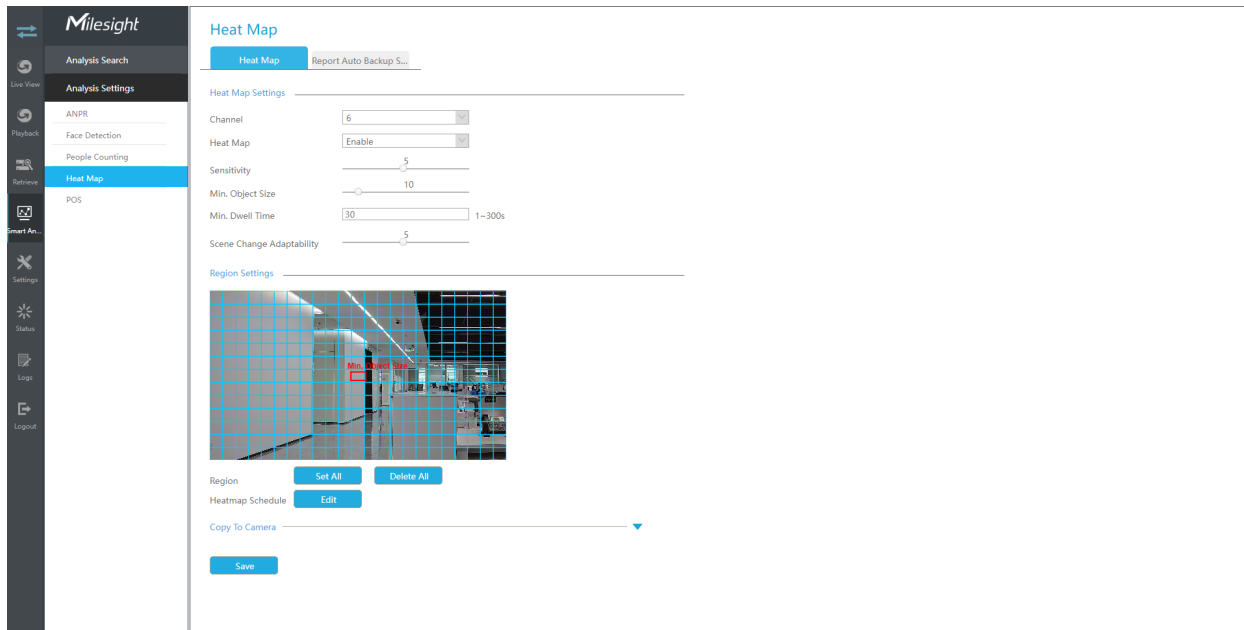 Milesight
Analysis Search
Analysis Settings
ANPR
Face Detection
People Counting
Heat Map
POS
Live View
Playback
Retrieve
Smart An...
Settings
Status
Logs
Logout
Heat Map
Heat Map
Report Auto Backup S...
Heat Map Settings
Channel 6
Heat Map Enable
Sensitivity 5
Min. Object Size 10
Min. Dwell Time 30 1~300s
Scene Change Adaptability 5
Region Settings
Min. Object Size
Region Set All Delete All
Heatmap Schedule Edit
Copy To Camera
Save